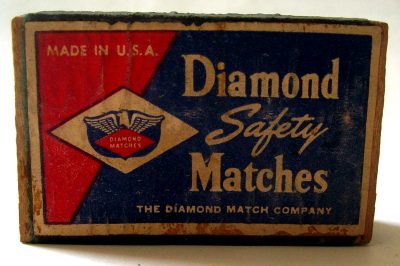 MADE IN U.S.A.
Diamond
Safety
Matches
DIAMOND
MATCHES
THE DIAMOND MATCH COMPANY